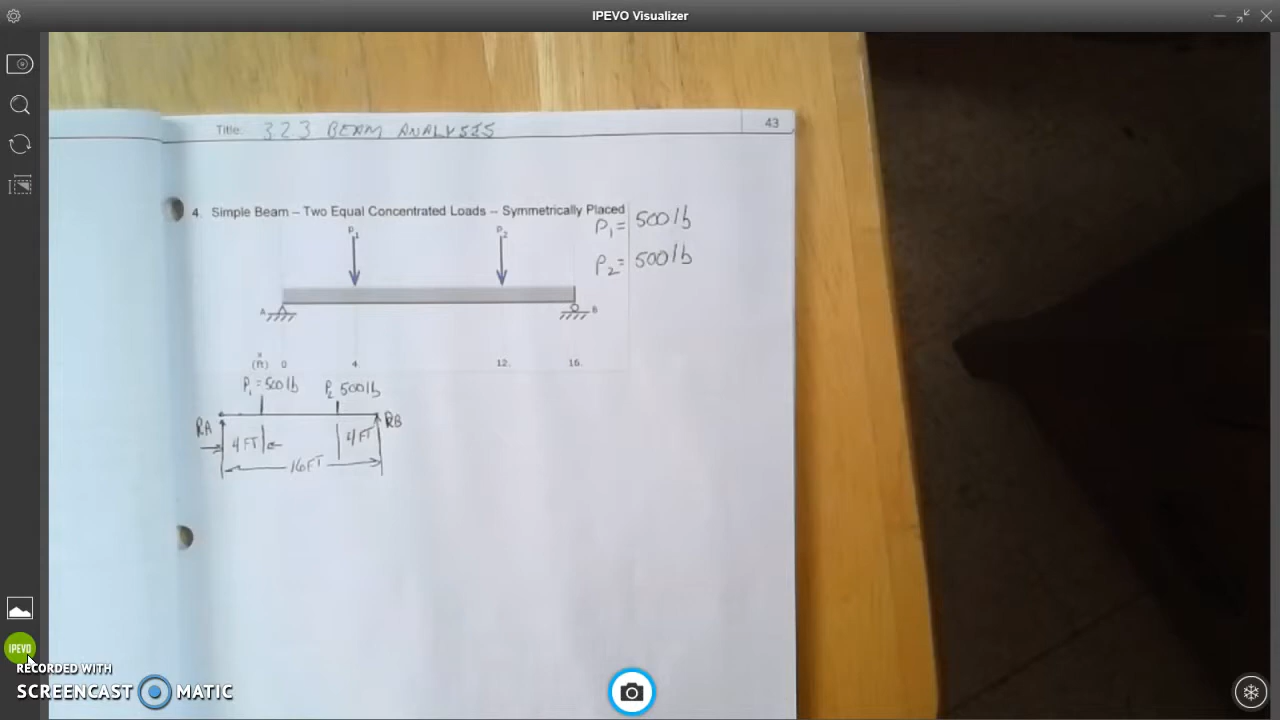 IPEVO Visualizer
Title: 323 BEAM ANALYSIS
43
4. Simple Beam – Two Equal Concentrated Loads – Symmetrically Placed
P₁ = 500 lb
P₂ = 500 lb
P₁
P₂
A
B
x
(ft) 0 4. 12. 16.
P₁ = 500 lb P₂ 500 lb
RA RB
4 FT 4 FT
16 FT
IPEVO
RECORDED WITH
SCREENCAST MATIC